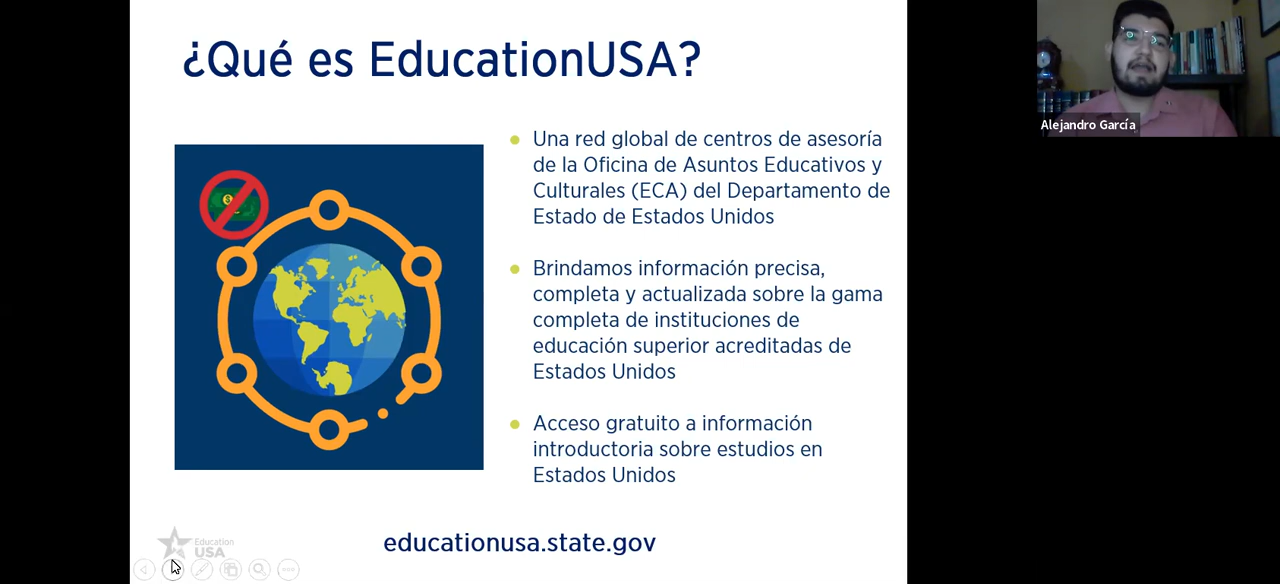 ¿Qué es EducationUSA?
Alejandro García
Una red global de centros de asesoría
de la Oficina de Asuntos Educativos y
Culturales (ECA) del Departamento de
Estado de Estados Unidos
Brindamos información precisa,
completa y actualizada sobre la gama
completa de instituciones de
educación superior acreditadas de
Estados Unidos
Acceso gratuito a información
introductoria sobre estudios en
Estados Unidos
Education
USA
educationusa.state.gov